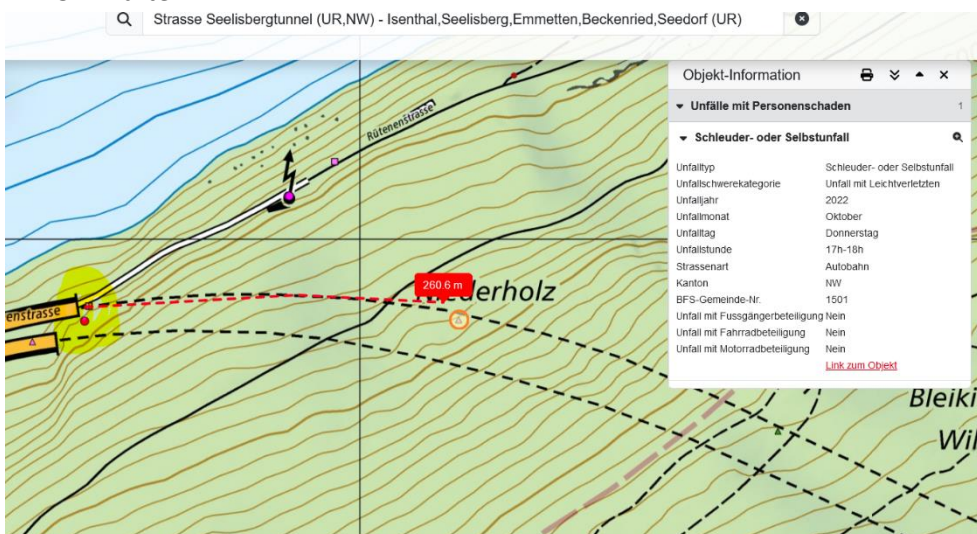 Strasse Seelisbergtunnel (UR,NW) - Isenthal,Seelisberg,Emmetten,Beckenried,Seedorf (UR)
Objekt-Information
Unfälle mit Personenschaden 1
Schleuder- oder Selbstunfall
Unfalltyp Schleuder- oder Selbstunfall
Unfallschwerekategorie Unfall mit Leichtverletzten
Unfalljahr 2022
Unfallmonat Oktober
Unfalltag Donnerstag
Unfallstunde 17h-18h
Strassenart Autobahn
Kanton NW
BFS-Gemeinde-Nr. 1501
Unfall mit Fussgängerbeteiligung Nein
Unfall mit Fahrradbeteiligung Nein
Unfall mit Motorradbeteiligung Nein
Link zum Objekt
Rütenenstrasse
260.6 m
ederholz
enstrasse
Bleiki
Wil